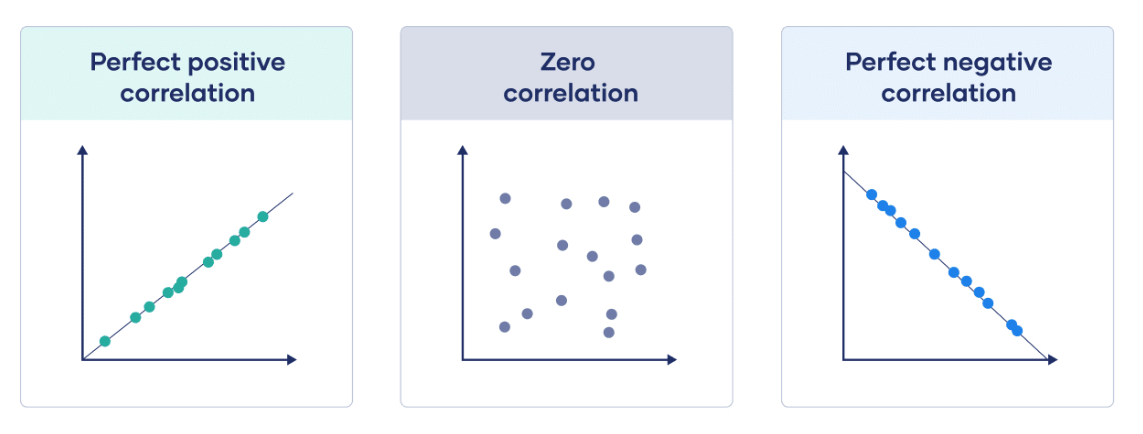 Perfect positive
correlation
Zero
correlation
Perfect negative
correlation